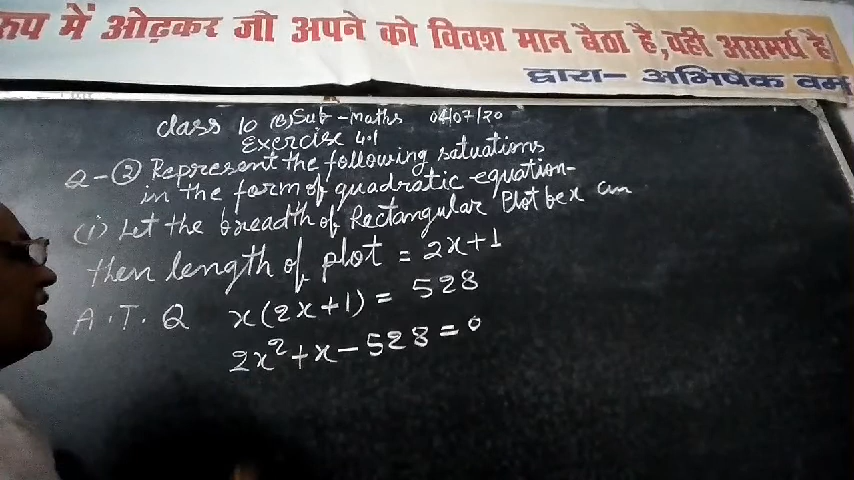 रूप में ओढ़कर जो अपने को विवश मान बैठा है, वही असमर्थ है
द्वारा- अभिषेक वर्म
class 10 (B) Sub-Maths 04/07/20
Exercise 4.1
Q-② Represent the following satuations
in the form of quadratic equation-
(i) Let the breadth of Rectangular Plot be x cm
then length of plot = 2x+1
A.T.Q x(2x+1) = 528
2x²+x-528=0